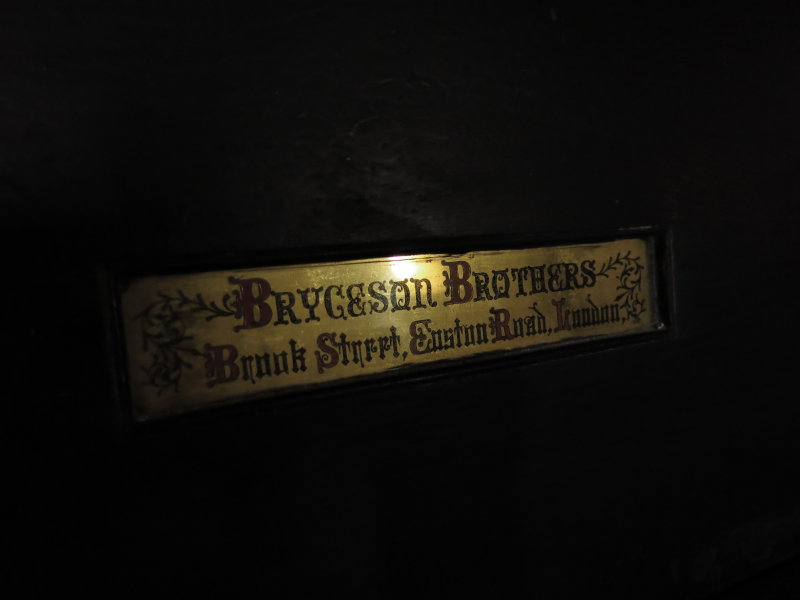 BRYCESON BROTHERS
Brook Street, Euston Road, London,